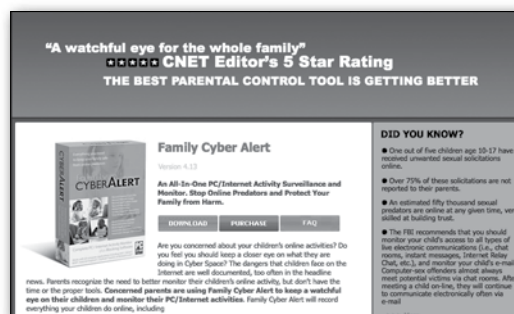 "A watchful eye for the whole family"
CNET Editor's 5 Star Rating
THE BEST PARENTAL CONTROL TOOL IS GETTING BETTER
Family Cyber Alert
Version 4.13
An All-In-One PC/Internet Activity Surveillance and
Monitor. Stop Online Predators and Protect Your
Family from Harm.
DOWNLOAD PURCHASE FAQ
Are you concerned about your children's online activities? Do
you feel you should keep a closer eye on what they are
doing in Cyber Space? The dangers that children face on the
Internet are well documented, too often in the headline
news. Parents recognize the need to better monitor their children's online activity, but don't have the
time or the proper tools. Concerned parents are using Family Cyber Alert to keep a watchful
eye on their children and monitor their PC/Internet activities. Family Cyber Alert will record
everything your children do online, including
CYBERALERT
CYBERALERT
DID YOU KNOW?
One out of five children age 10-17 have
received unwanted sexual solicitations
online.
Over 75% of these solicitations are not
reported to their parents.
An estimated fifty thousand sexual
predators are online at any given time, very
skilled at building trust.
The FBI recommends that you should
monitor your child's access to all types of
live electronic communications (i.e., chat
rooms, instant messages, Internet Relay
Chat, etc.), and monitor your child's e-mail
Computer-sex offenders almost always
meet potential victims via chat rooms. After
meeting a child on-line, they will continue
to communicate electronically often via
e-mail